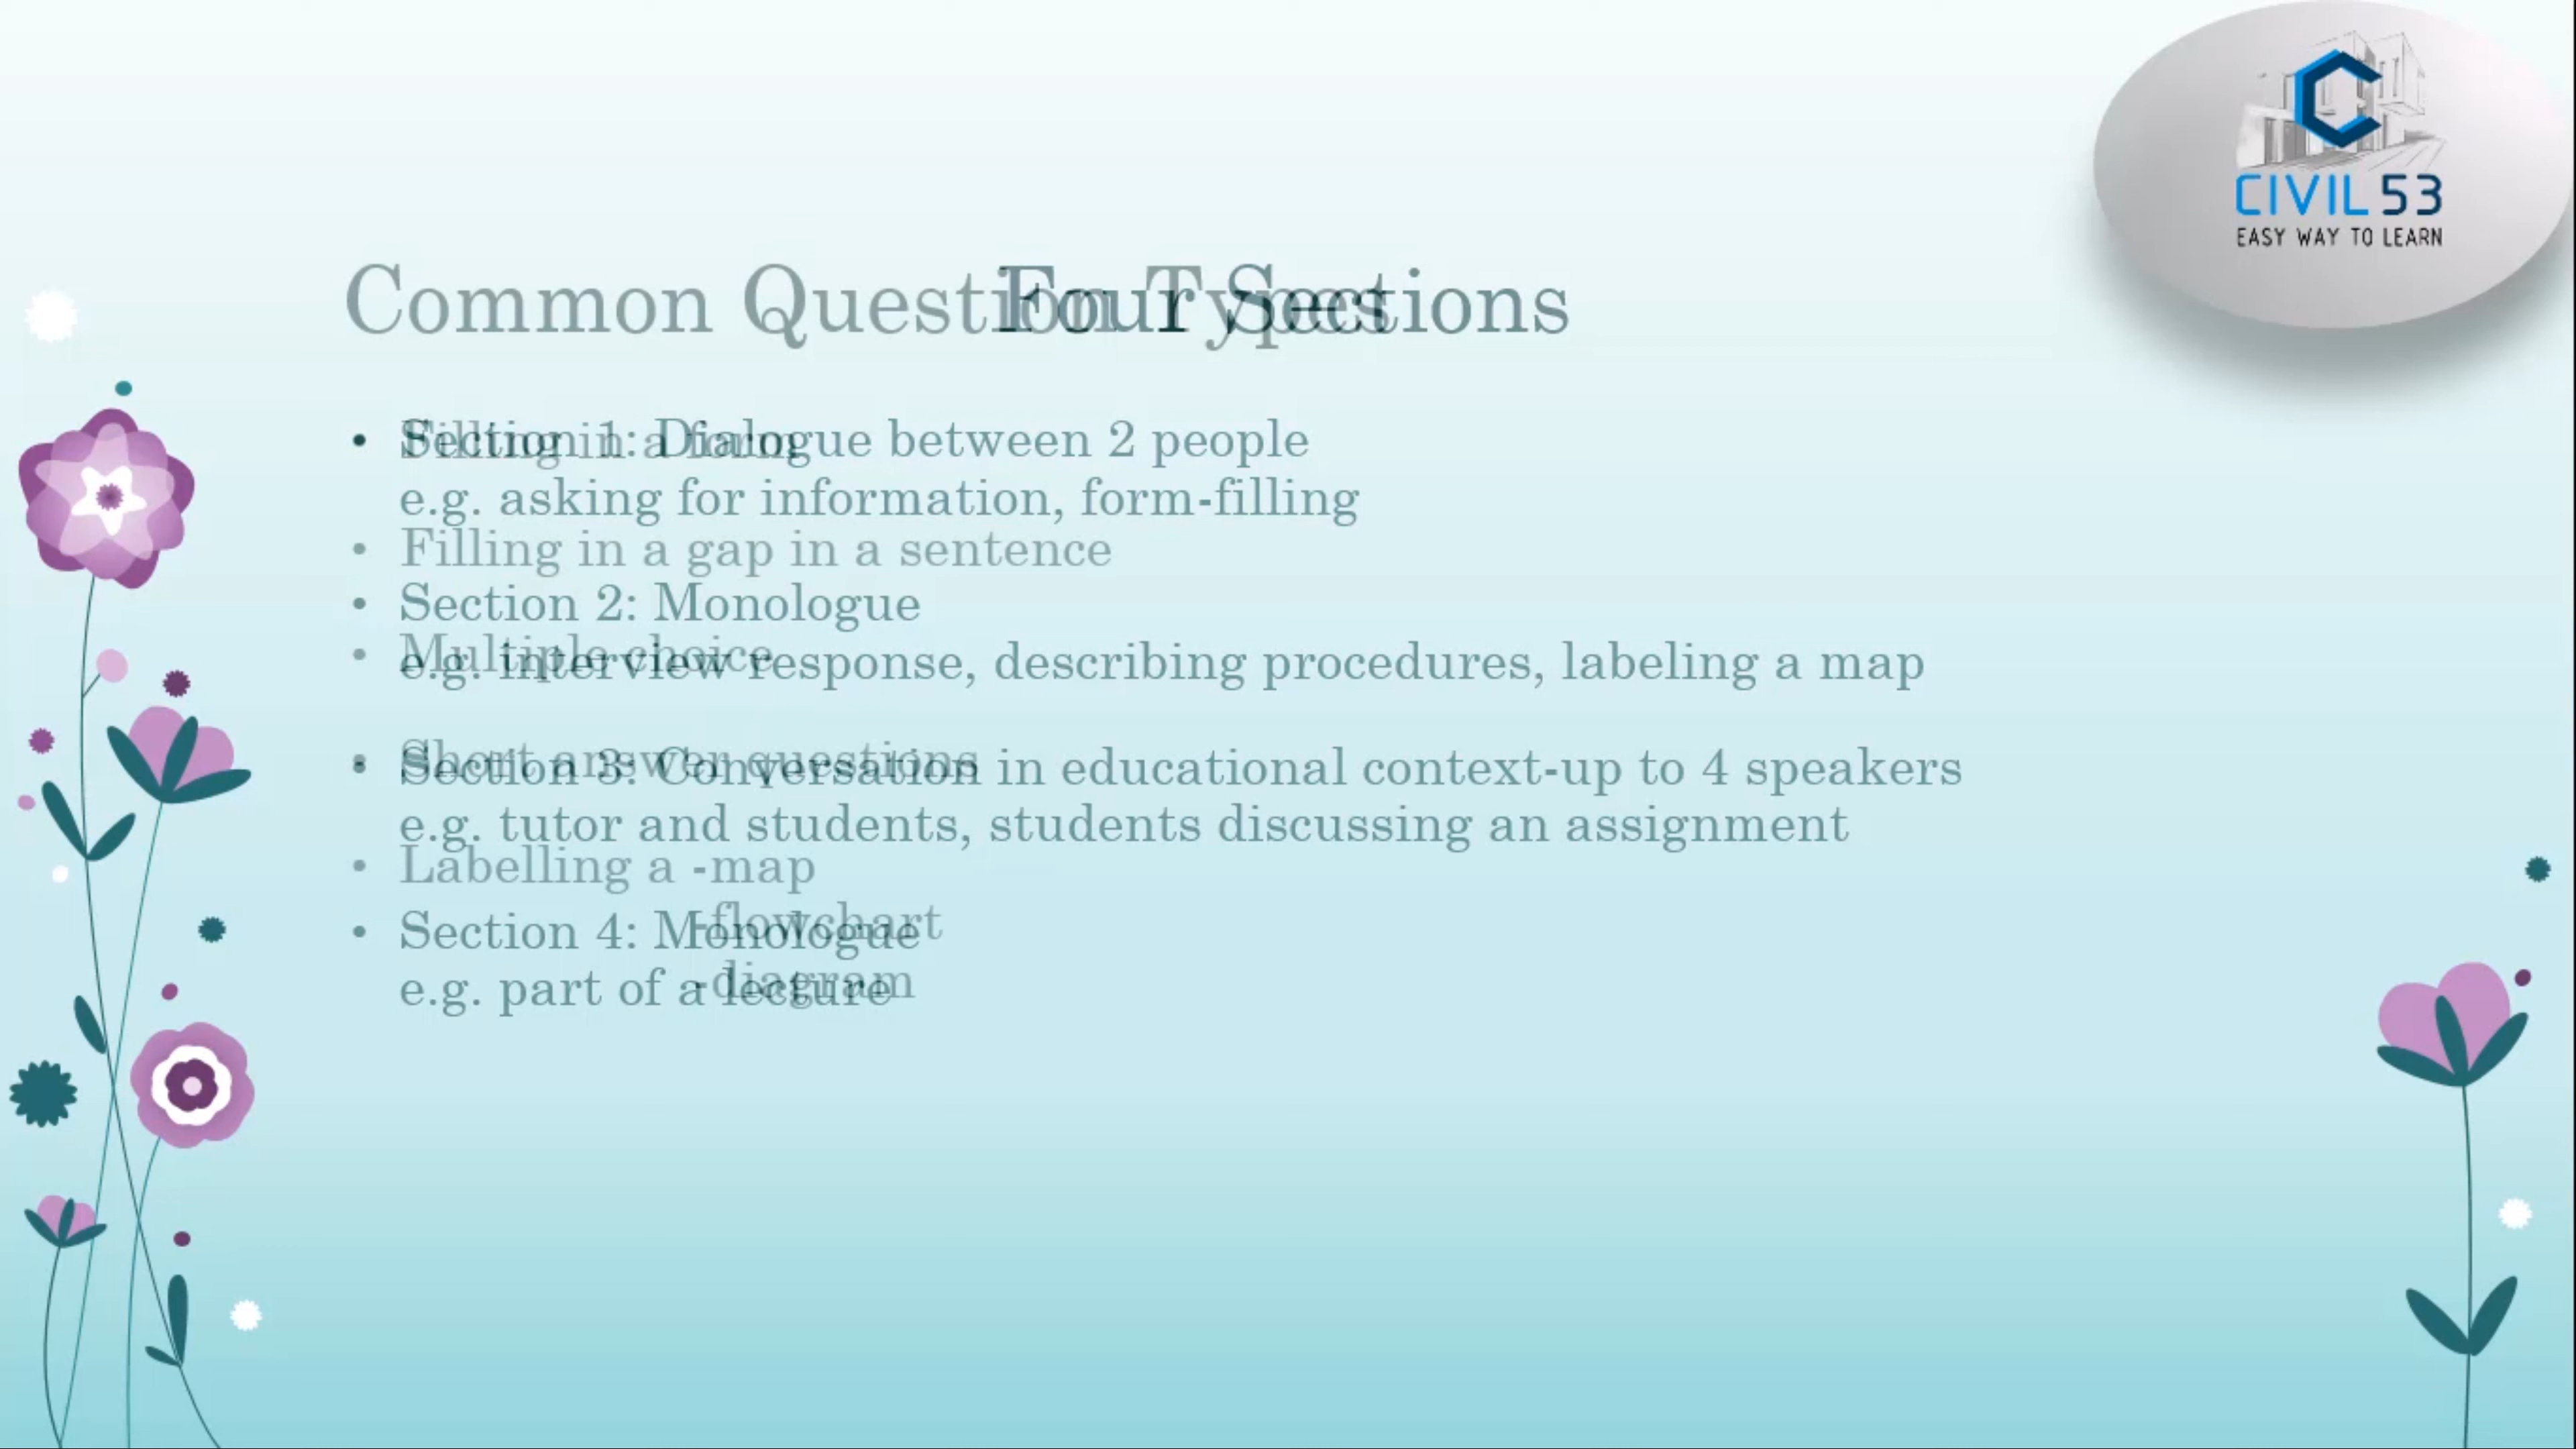 CIVIL 53
EASY WAY TO LEARN
Common Question Types
Four Sections
• Section 1: Dialogue between 2 people
e.g. asking for information, form-filling
• Section 2: Monologue
e.g. interview response, describing procedures, labeling a map
• Section 3: Conversation in educational context-up to 4 speakers
e.g. tutor and students, students discussing an assignment
• Section 4: Monologue
e.g. part of a lecture
• Filling in a form
• Filling in a gap in a sentence
• Multiple choice
• Short answer questions
• Labelling a -map
-flowchart
-diagram